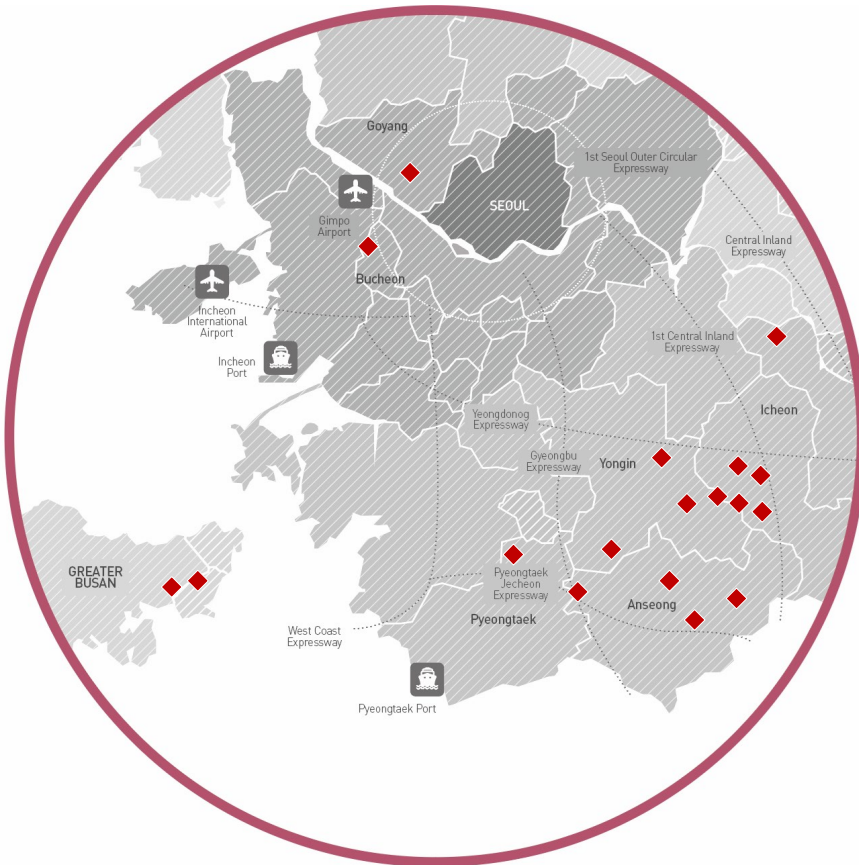 Goyang
1st Seoul Outer Circular
Expressway
SEOUL
Gimpo
Airport
Central Inland
Expressway
Bucheon
Incheon
International
Airport
1st Central Inland
Expressway
Incheon
Port
Icheon
Yeongdonog
Expressway
Gyeongbu
Expressway
Yongin
GREATER
BUSAN
Pyeongtaek
Jecheon
Expressway
Anseong
Pyeongtaek
West Coast
Expressway
Pyeongtaek Port